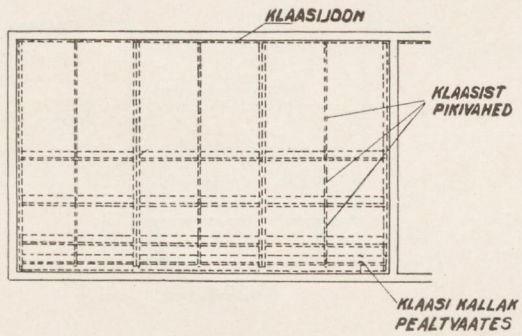 KLAASIJOON
KLAASIST
PIKIVAHED
KLAASI KALLAK
PEALTVAATES